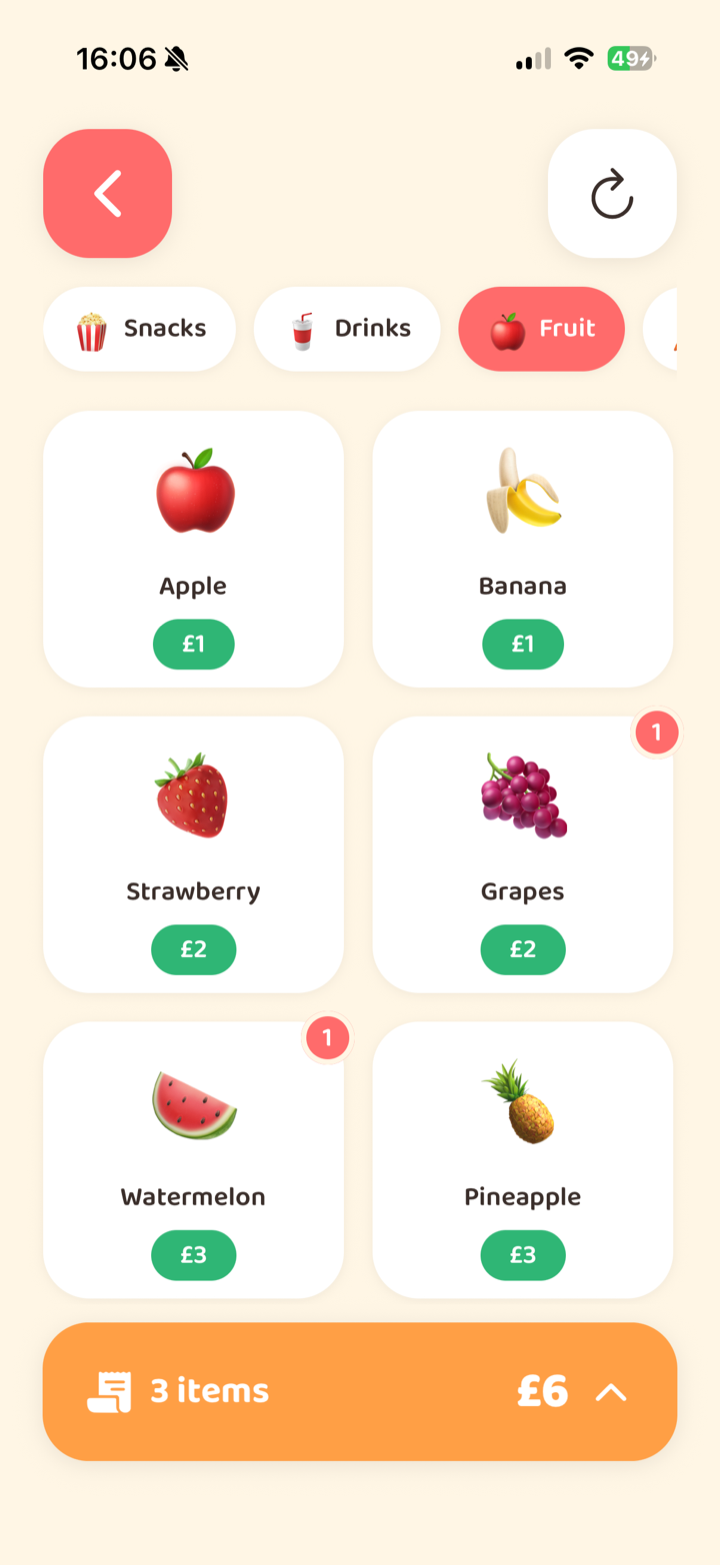 16:06
49
Snacks
Drinks
Fruit
Apple
£1
Banana
£1
Strawberry
£2
1
Grapes
£2
1
Watermelon
£3
Pineapple
£3
3 items
£6